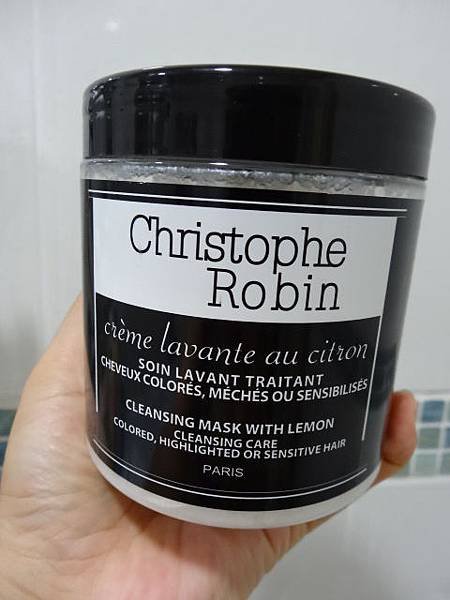 Christophe
Robin
crème lavante au citron
SOIN LAVANT TRAITANT
CHEVEUX COLORÉS, MÉCHÉS OU SENSIBILISÉS
CLEANSING MASK WITH LEMON
CLEANSING CARE
COLORED, HIGHLIGHTED OR SENSITIVE HAIR
PARIS